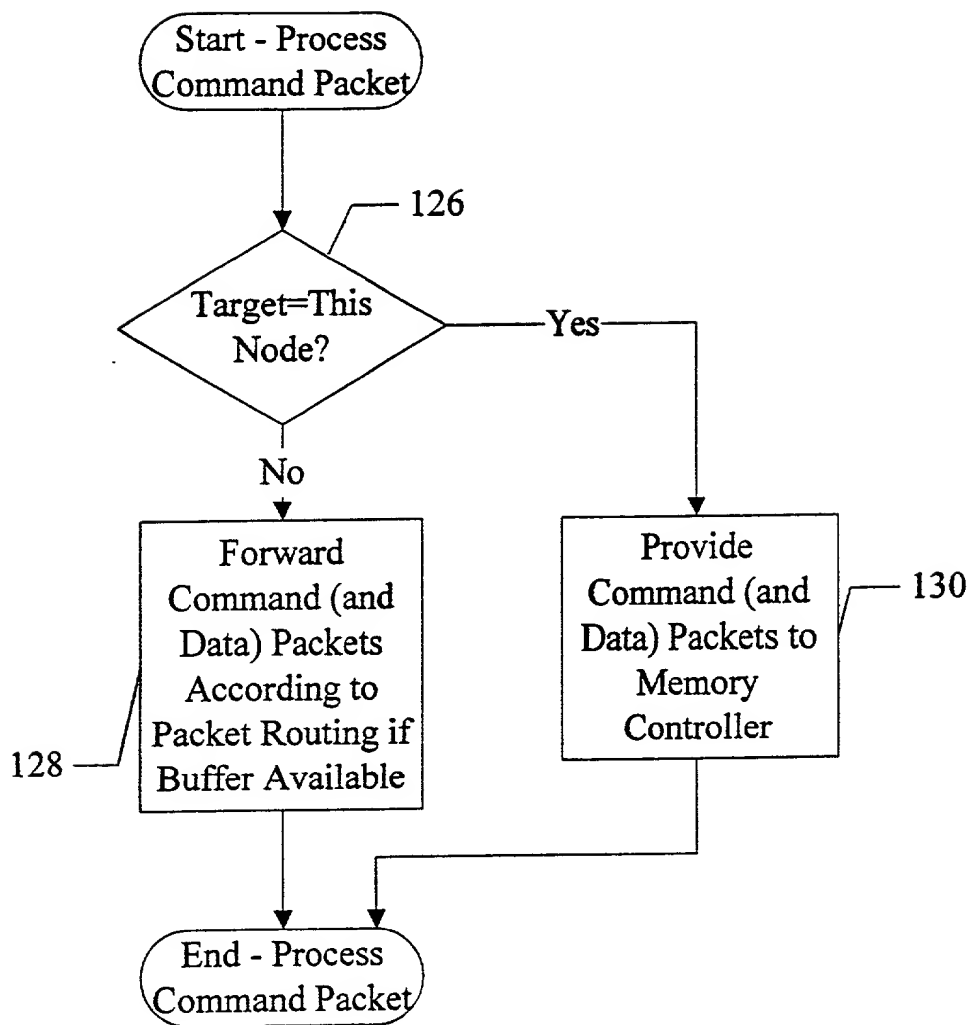 Start - Process
Command Packet
126
Target=This
Node?
Yes
No
Forward
Command (and
Data) Packets
According to
Packet Routing if
Buffer Available
128
Provide
Command (and
Data) Packets to
Memory
Controller
130
End - Process
Command Packet